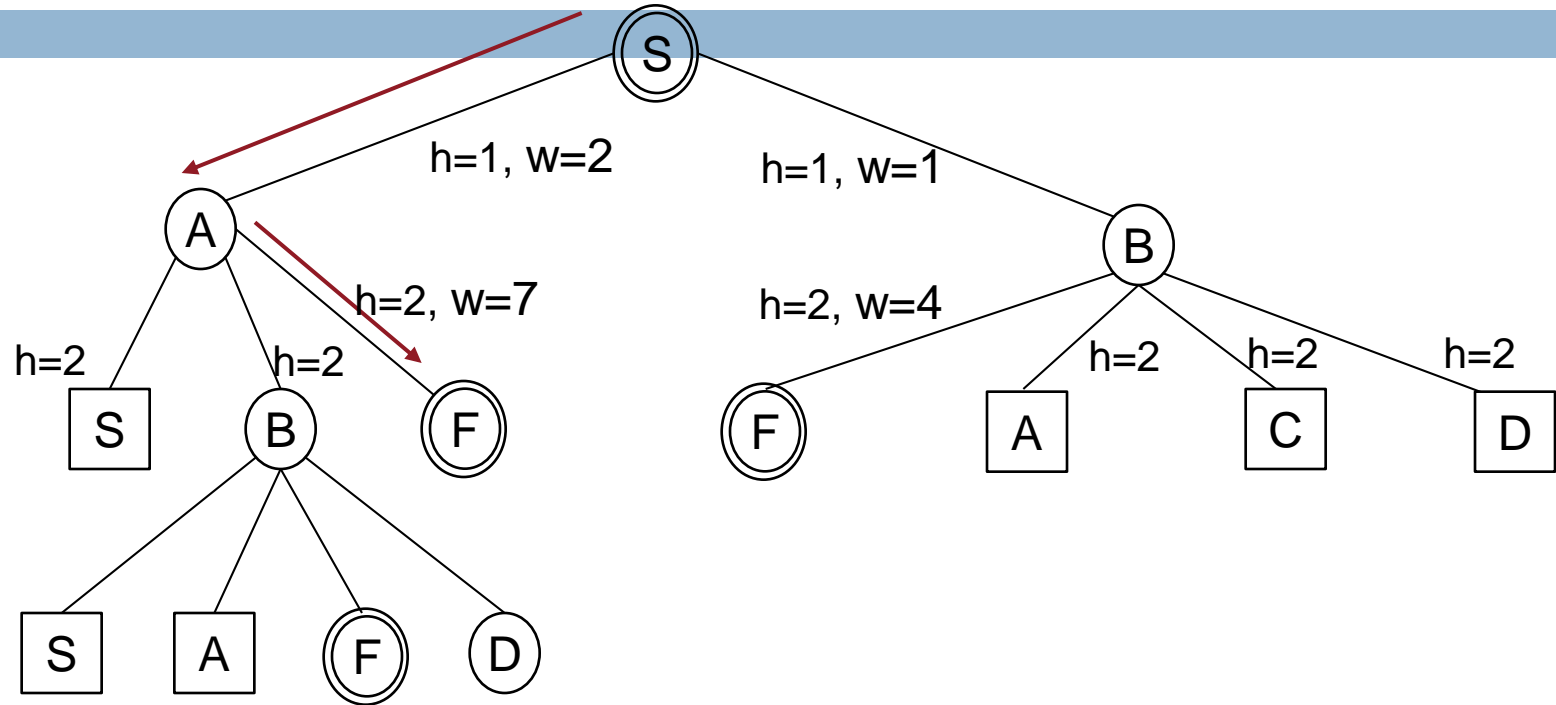 S
h=1, w=2
h=1, w=1
A
B
h=2, w=7
h=2, w=4
h=2
h=2
h=2
h=2
h=2
S
B
F
F
A
C
D
S
A
F
D